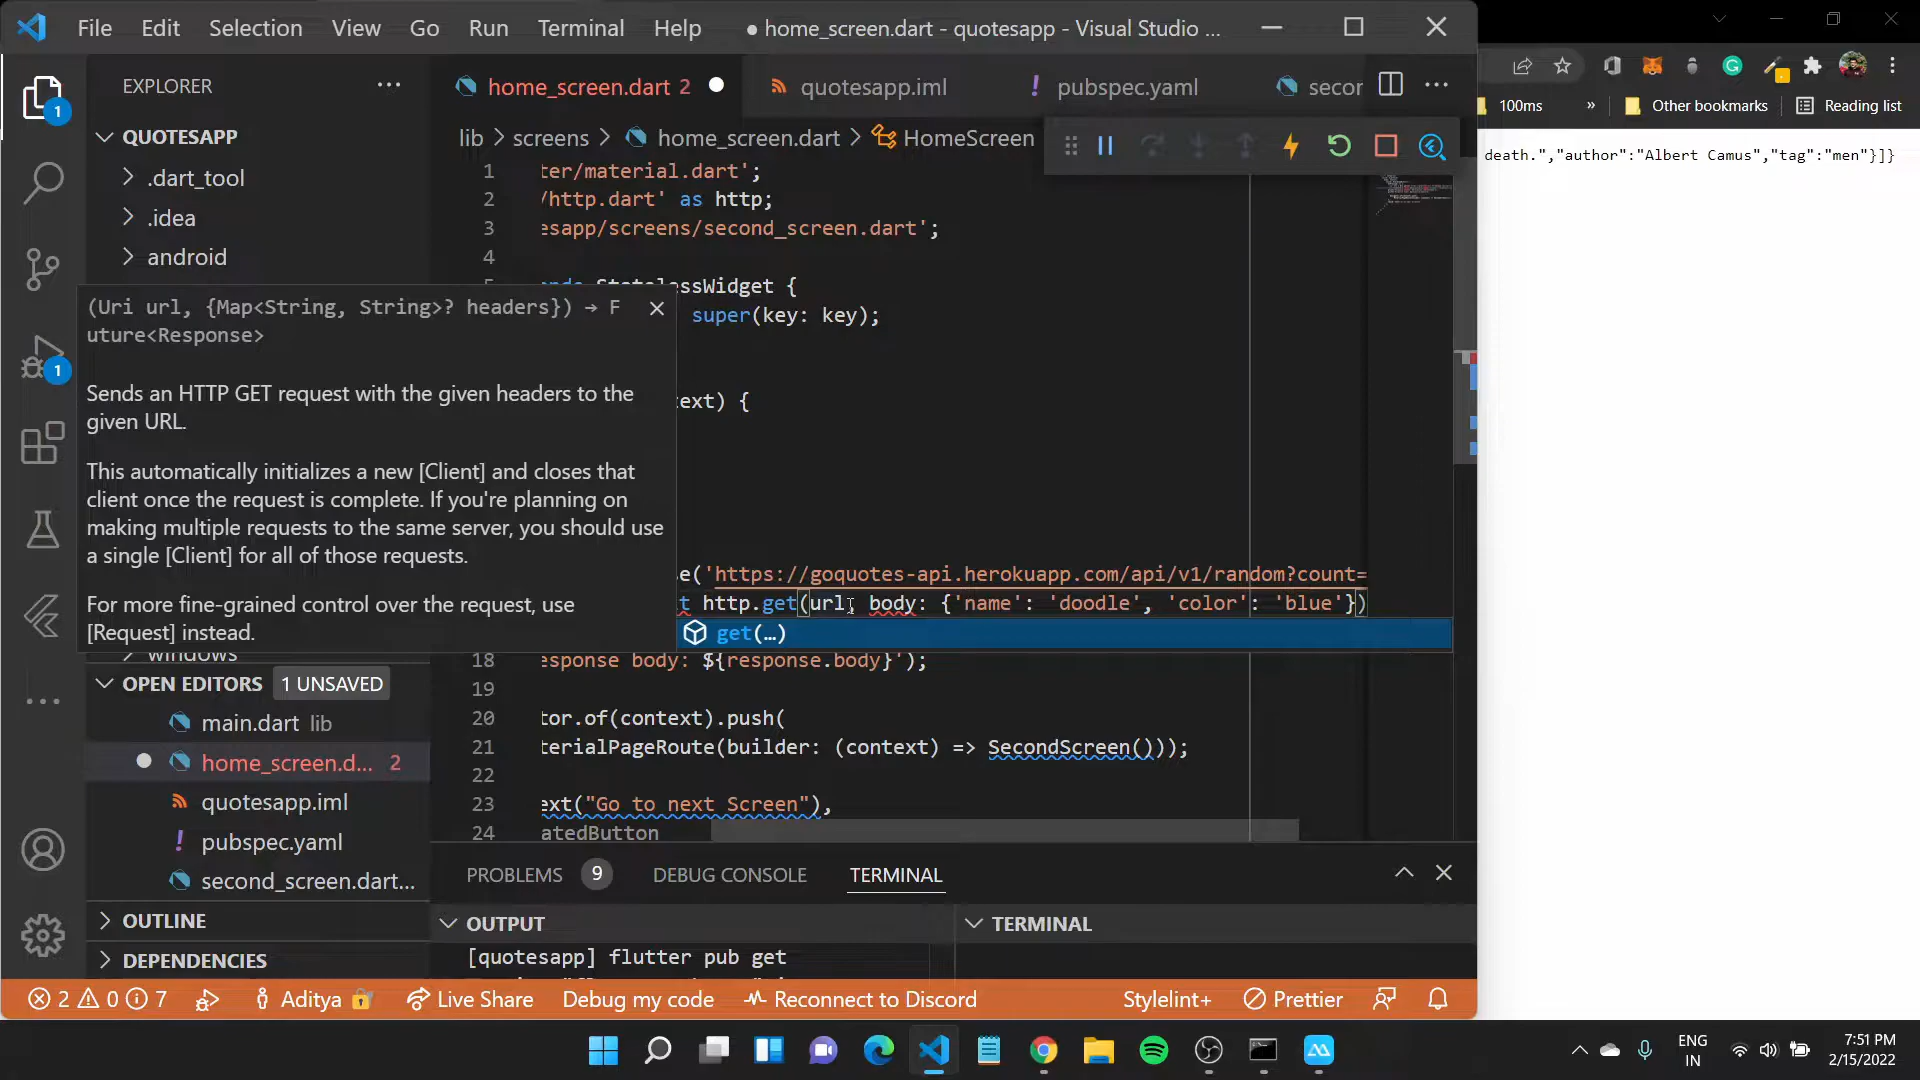 File Edit Selection View Go Run Terminal Help ● home_screen.dart - quotesapp - Visual Studio ...
EXPLORER
home_screen.dart 2 quotesapp.iml pubspec.yaml secor
100ms » Other bookmarks Reading list
QUOTESAPP
lib > screens > home_screen.dart > HomeScreen
death.","author":"Albert Camus","tag":"men"}]}
.dart_tool
.idea
android
1 ter/material.dart';
2 /http.dart' as http;
3 esapp/screens/second_screen.dart';
4
ssWidget {
super(key: key);
ext) {
1
(Uri url, {Map<String, String>? headers}) → F
uture<Response>
1
Sends an HTTP GET request with the given headers to the
given URL.
This automatically initializes a new [Client] and closes that
client once the request is complete. If you're planning on
making multiple requests to the same server, you should use
a single [Client] for all of those requests.
For more fine-grained control over the request, use
[Request] instead.
e('https://goquotes-api.herokuapp.com/api/v1/random?count=
t http.get(url, body: {'name': 'doodle', 'color': 'blue'})
get(…)
windows
18 esponse body: ${response.body}');
19
20 tor.of(context).push(
21 terialPageRoute(builder: (context) => SecondScreen()));
22
23 ext("Go to next Screen"),
24 atedButton
OPEN EDITORS 1 UNSAVED
main.dart lib
home_screen.d... 2
quotesapp.iml
pubspec.yaml
second_screen.dart...
OUTLINE
DEPENDENCIES
PROBLEMS 9 DEBUG CONSOLE TERMINAL
OUTPUT TERMINAL
[quotesapp] flutter pub get
2 0 7 Aditya Live Share Debug my code Reconnect to Discord Stylelint+ Prettier
ENG
IN
7:51 PM
2/15/2022